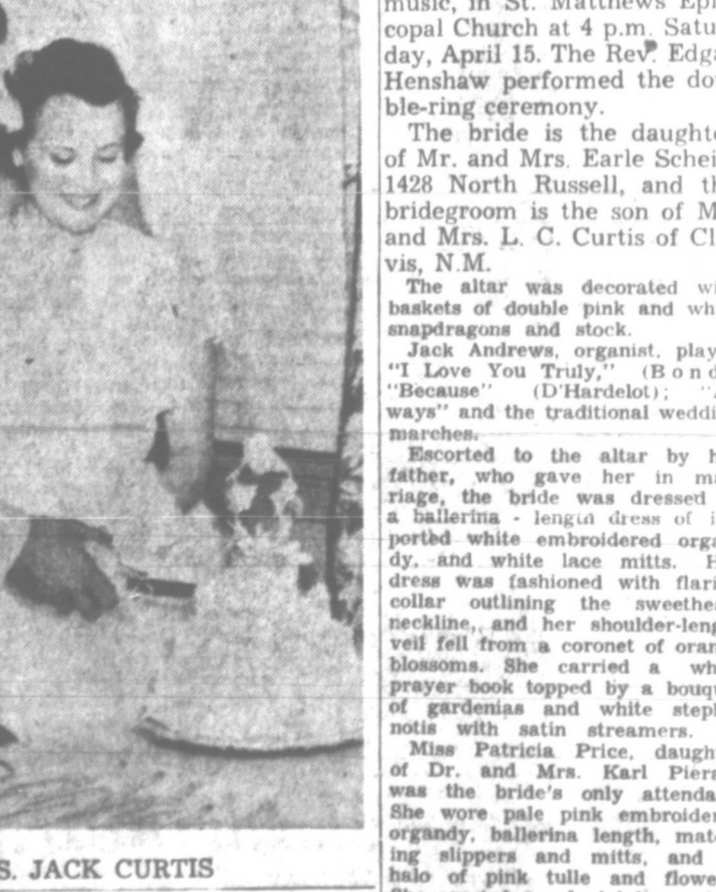 music, in St. Matthews Epi
copal Church at 4 p.m. Satu
day, April 15. The Rev. Edga
Henshaw performed the dou
ble-ring ceremony.
The bride is the daughte
of Mr. and Mrs. Earle Schei
1428 North Russell, and th
bridegroom is the son of M
and Mrs. L. C. Curtis of Cl
vis, N.M.
The altar was decorated wi
baskets of double pink and whi
snapdragons and stock.
Jack Andrews, organist, play
"I Love You Truly," (Bond
"Because" (D'Hardelot); "A
ways" and the traditional weddi
marches.
Escorted to the altar by h
father, who gave her in ma
riage, the bride was dressed
a ballerina - length dress of i
ported white embroidered orga
dy, and white lace mitts. H
dress was fashioned with flari
collar outlining the sweethea
neckline, and her shoulder-leng
veil fell from a coronet of oran
blossoms. She carried a whi
prayer book topped by a bouqu
of gardenias and white steph
notis with satin streamers.
Miss Patricia Price, daught
of Dr. and Mrs. Karl Piera
was the bride's only attenda
She wore pale pink embroider
organdy, ballerina length, matc
ing slippers and mitts, and
halo of pink tulle and flowe
S. JACK CURTIS